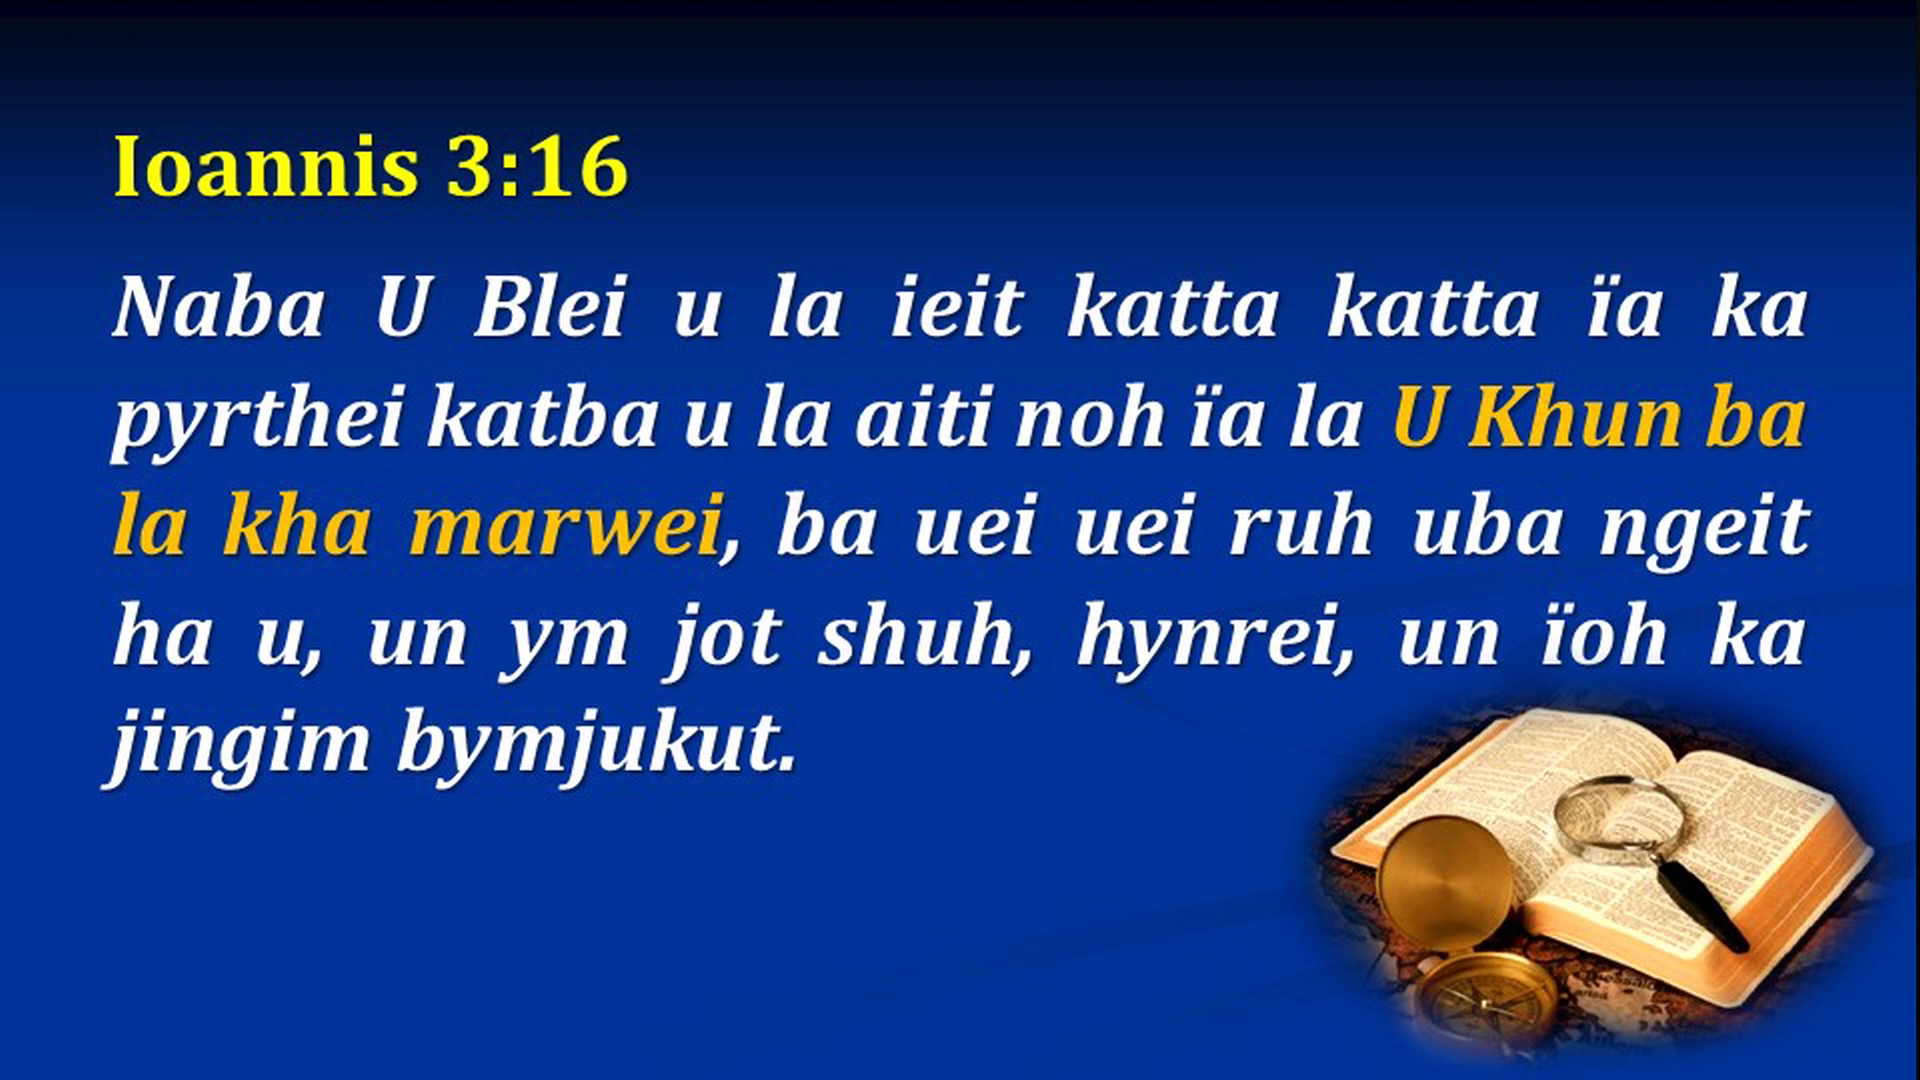 Ioannis 3:16
Naba U Blei u la ieit katta katta ïa ka
pyrthei katba u la aiti noh ïa la U Khun ba
la kha marwei, ba uei uei ruh uba ngeit
ha u, un ym jot shuh, hynrei, un ïoh ka
jingim bymjukut.